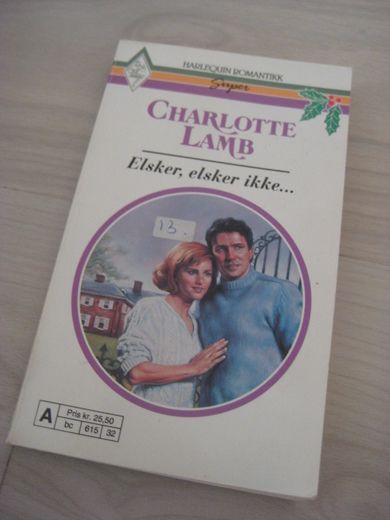 HARLEQUIN ROMANTIKK
Super
CHARLOTTE
LAMB
Elsker, elsker ikke...
13.
A
Pris kr. 25,50
bc 615 32